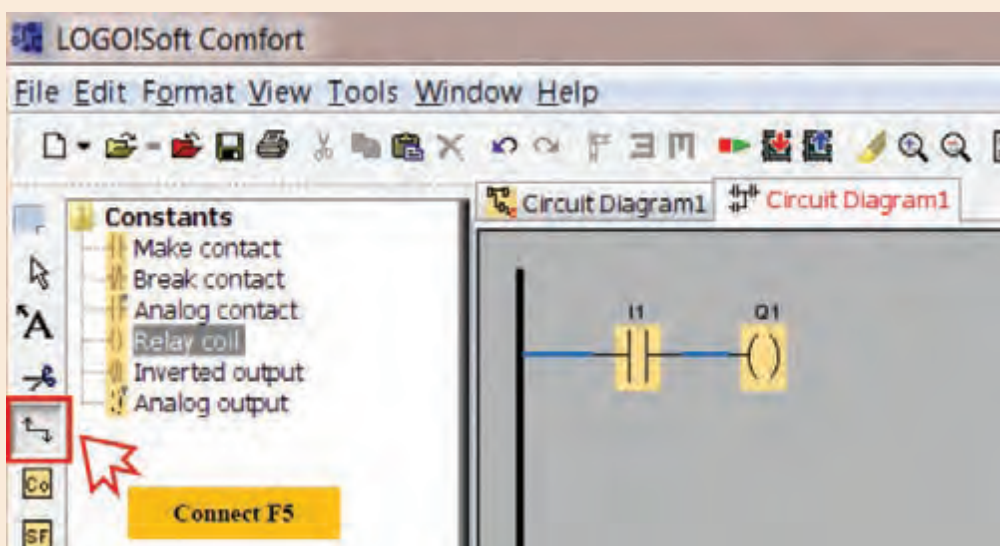 LOGO!Soft Comfort
File Edit Format View Tools Window Help
Circuit Diagram1 Circuit Diagram1
Constants
Make contact
Break contact
Analog contact
Relay coil
Inverted output
Analog output
I1 Q1
A
Co
Connect F5
SF